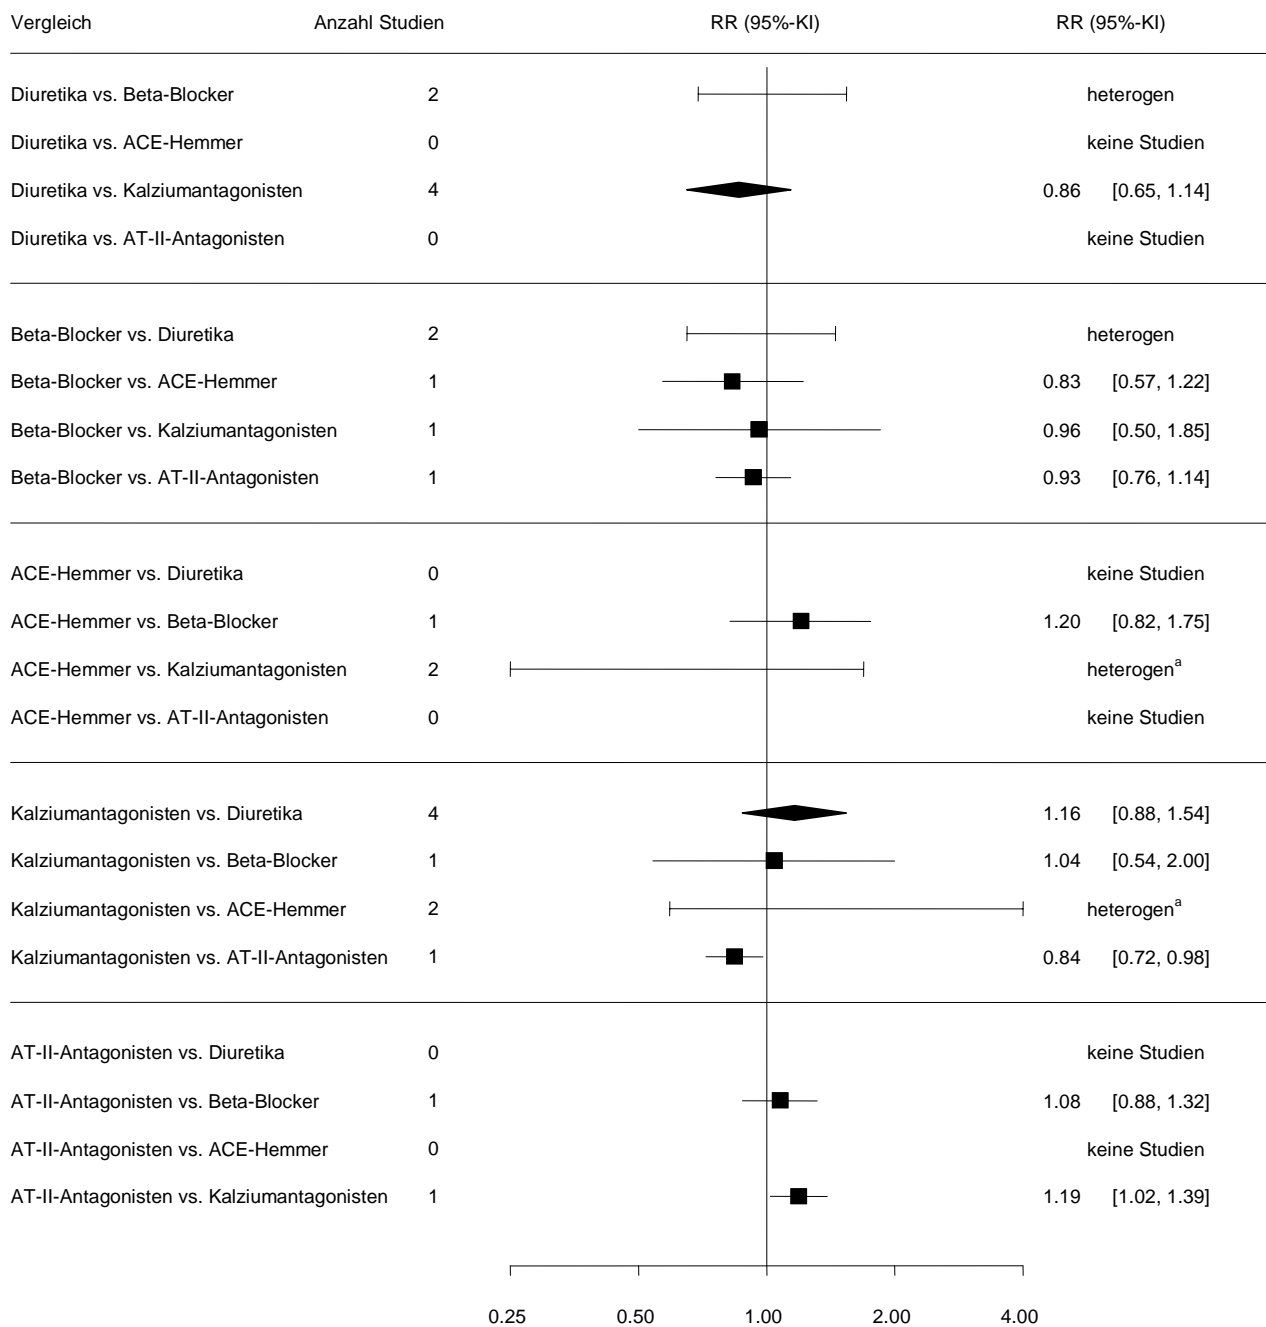 Vergleich Anzahl Studien RR (95%-KI) RR (95%-KI)
Diuretika vs. Beta-Blocker 2 heterogen
Diuretika vs. ACE-Hemmer 0 keine Studien
Diuretika vs. Kalziumantagonisten 4 0.86 [0.65, 1.14]
Diuretika vs. AT-II-Antagonisten 0 keine Studien
Beta-Blocker vs. Diuretika 2 heterogen
Beta-Blocker vs. ACE-Hemmer 1 0.83 [0.57, 1.22]
Beta-Blocker vs. Kalziumantagonisten 1 0.96 [0.50, 1.85]
Beta-Blocker vs. AT-II-Antagonisten 1 0.93 [0.76, 1.14]
ACE-Hemmer vs. Diuretika 0 keine Studien
ACE-Hemmer vs. Beta-Blocker 1 1.20 [0.82, 1.75]
ACE-Hemmer vs. Kalziumantagonisten 2 heterogenᵃ
ACE-Hemmer vs. AT-II-Antagonisten 0 keine Studien
Kalziumantagonisten vs. Diuretika 4 1.16 [0.88, 1.54]
Kalziumantagonisten vs. Beta-Blocker 1 1.04 [0.54, 2.00]
Kalziumantagonisten vs. ACE-Hemmer 2 heterogenᵃ
Kalziumantagonisten vs. AT-II-Antagonisten 1 0.84 [0.72, 0.98]
AT-II-Antagonisten vs. Diuretika 0 keine Studien
AT-II-Antagonisten vs. Beta-Blocker 1 1.08 [0.88, 1.32]
AT-II-Antagonisten vs. ACE-Hemmer 0 keine Studien
AT-II-Antagonisten vs. Kalziumantagonisten 1 1.19 [1.02, 1.39]
0.25 0.50 1.00 2.00 4.00